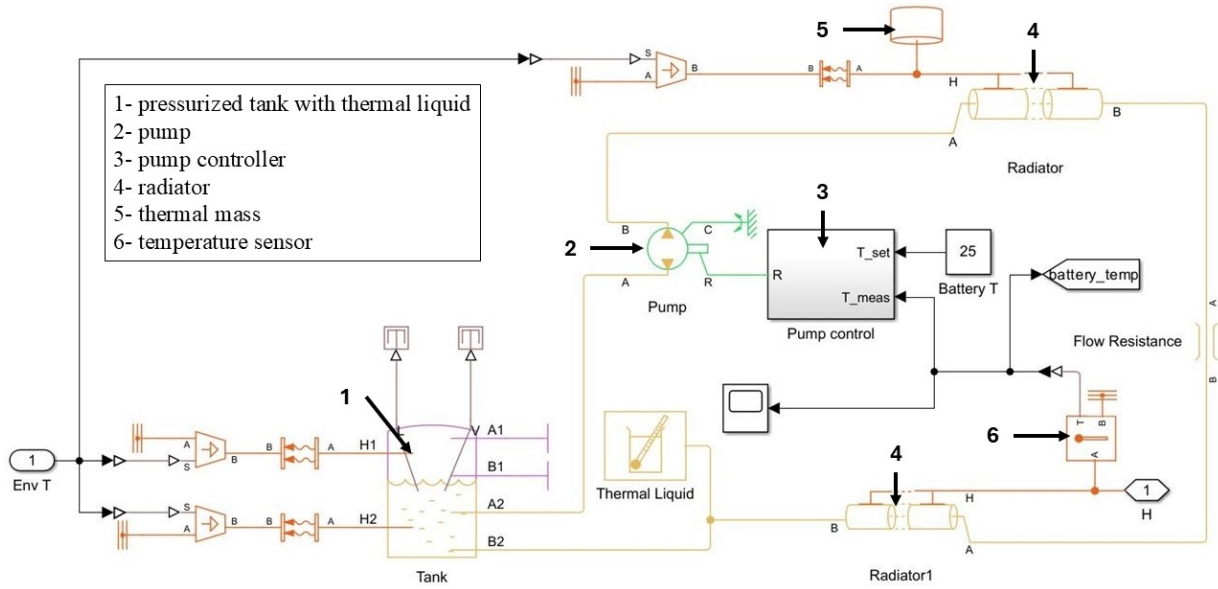 5
4
S
A
B
B
A
H
B
A
Radiator
1- pressurized tank with thermal liquid
2- pump
3- pump controller
4- radiator
5- thermal mass
6- temperature sensor
3
2
B
C
A
R
Pump
R
T_set
T_meas
Pump control
25
Battery T
battery_temp
A
Flow Resistance
B
1
L
V
A1
B1
A2
B2
H1
H2
Tank
1
Env T
A
S
B
B
A
S
A
B
B
A
Thermal Liquid
6
T
B
A
4
H
B
A
Radiator1
1
H